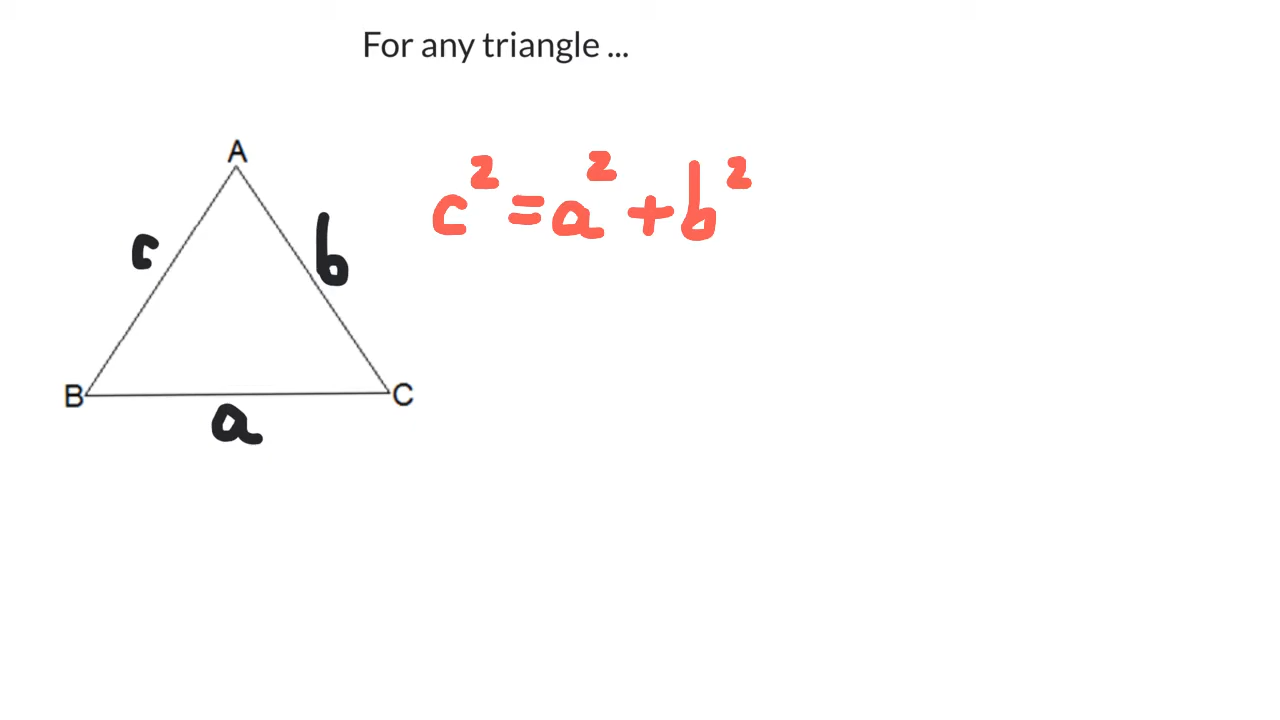 For any triangle ...
A
c² = a² + b²
c
b
B
C
a